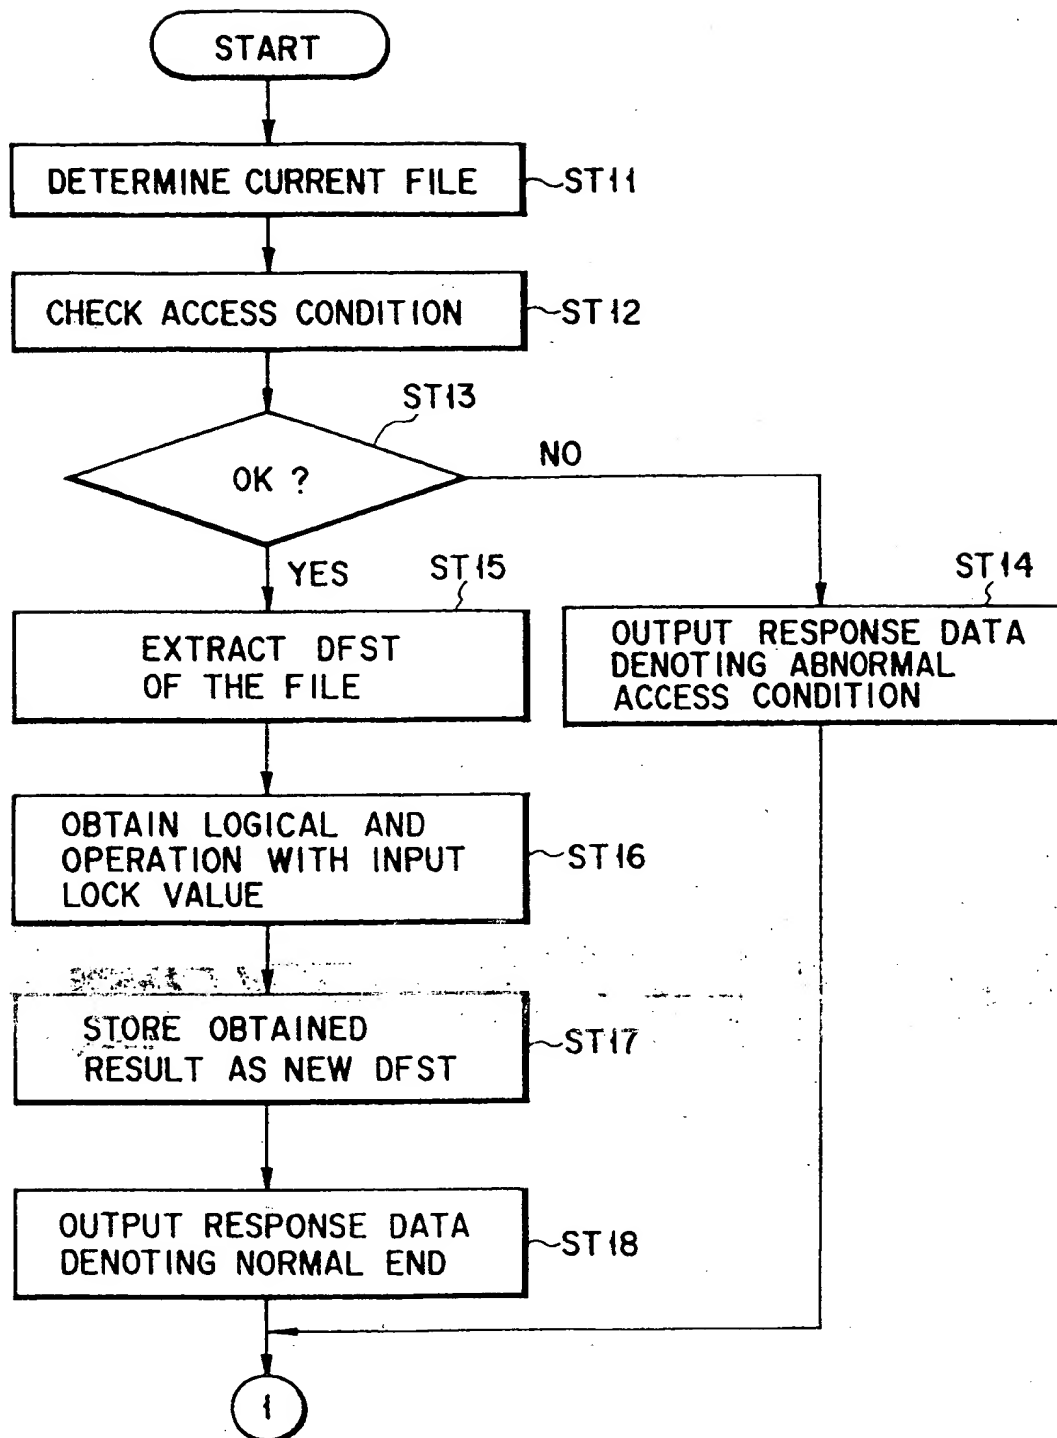 START
DETERMINE CURRENT FILE
ST11
CHECK ACCESS CONDITION
ST12
ST13
OK ?
NO
YES
ST15
ST14
EXTRACT DFST
OF THE FILE
OUTPUT RESPONSE DATA
DENOTING ABNORMAL
ACCESS CONDITION
OBTAIN LOGICAL AND
OPERATION WITH INPUT
LOCK VALUE
ST16
STORE OBTAINED
RESULT AS NEW DFST
ST17
OUTPUT RESPONSE DATA
DENOTING NORMAL END
ST18
1